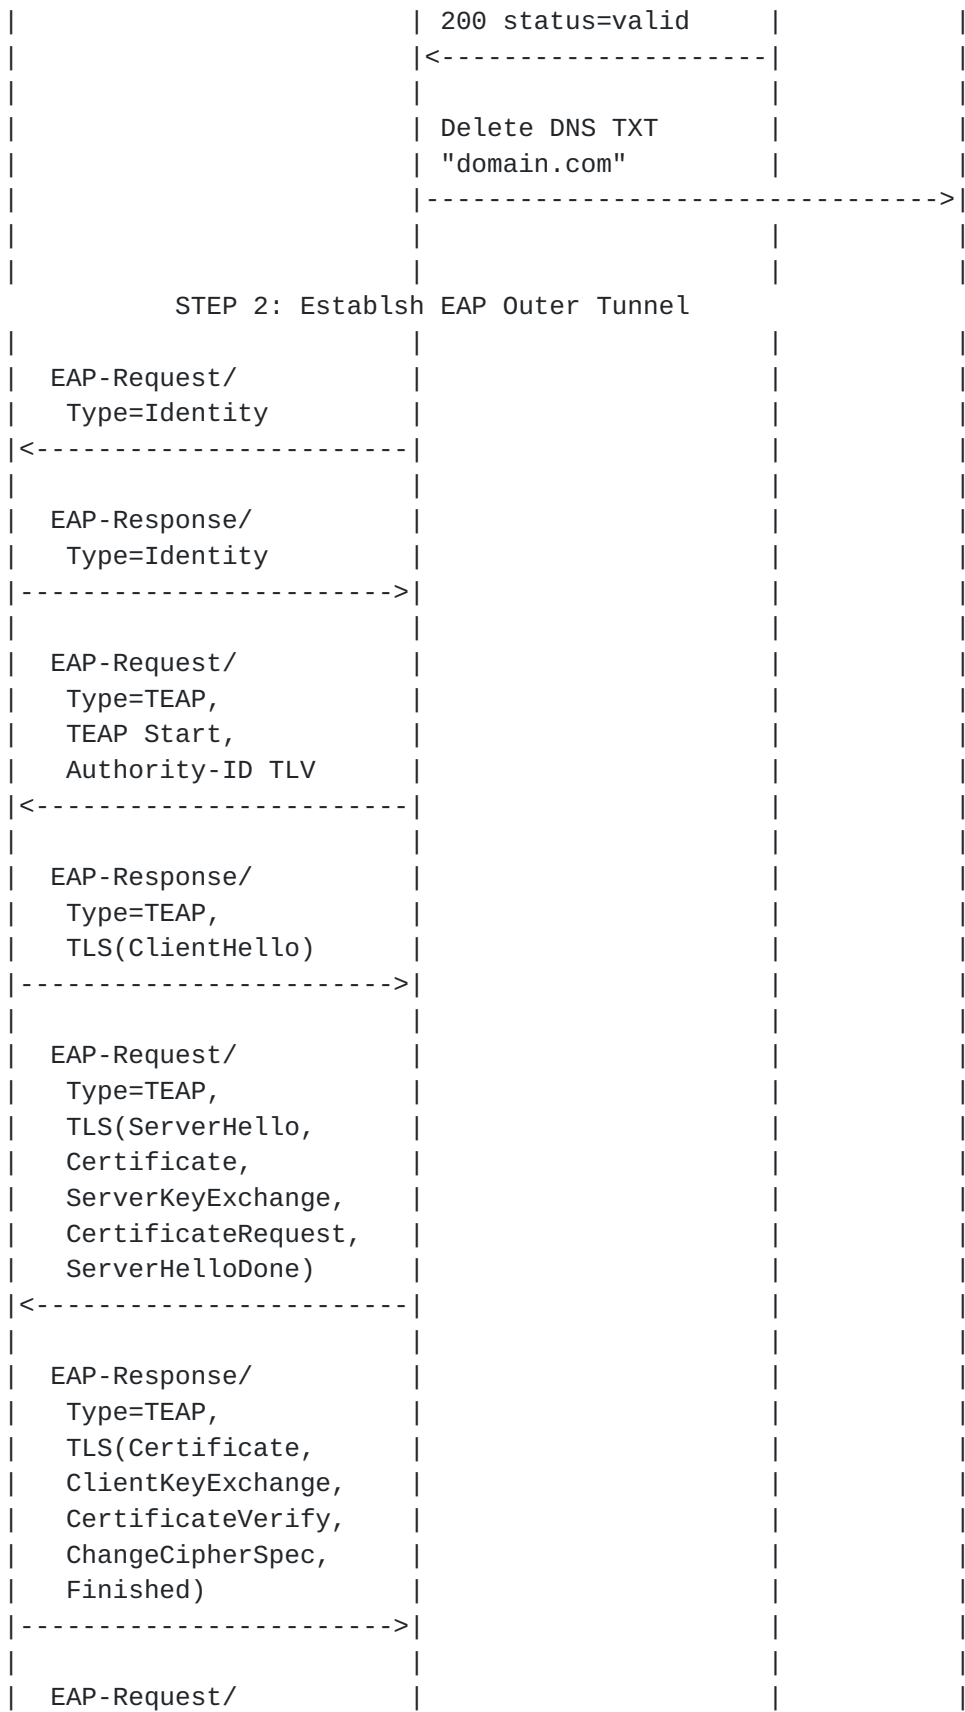 |                         | 200 status=valid     |           |
|                         |<---------------------|           |
|                         |                      |           |
|                         | Delete DNS TXT       |           |
|                         | "domain.com"         |           |
|                         |--------------------------------->|
|                         |                      |           |
|                         |                      |           |
          STEP 2: Establsh EAP Outer Tunnel
|                         |                      |           |
|  EAP-Request/           |                      |           |
|   Type=Identity         |                      |           |
|<------------------------|                      |           |
|                         |                      |           |
|  EAP-Response/          |                      |           |
|   Type=Identity         |                      |           |
|------------------------>|                      |           |
|                         |                      |           |
|  EAP-Request/           |                      |           |
|   Type=TEAP,            |                      |           |
|   TEAP Start,           |                      |           |
|   Authority-ID TLV      |                      |           |
|<------------------------|                      |           |
|                         |                      |           |
|  EAP-Response/          |                      |           |
|   Type=TEAP,            |                      |           |
|   TLS(ClientHello)      |                      |           |
|------------------------>|                      |           |
|                         |                      |           |
|  EAP-Request/           |                      |           |
|   Type=TEAP,            |                      |           |
|   TLS(ServerHello,      |                      |           |
|   Certificate,          |                      |           |
|   ServerKeyExchange,    |                      |           |
|   CertificateRequest,   |                      |           |
|   ServerHelloDone)      |                      |           |
|<------------------------|                      |           |
|                         |                      |           |
|  EAP-Response/          |                      |           |
|   Type=TEAP,            |                      |           |
|   TLS(Certificate,      |                      |           |
|   ClientKeyExchange,    |                      |           |
|   CertificateVerify,    |                      |           |
|   ChangeCipherSpec,     |                      |           |
|   Finished)             |                      |           |
|------------------------>|                      |           |
|                         |                      |           |
|  EAP-Request/           |                      |           |